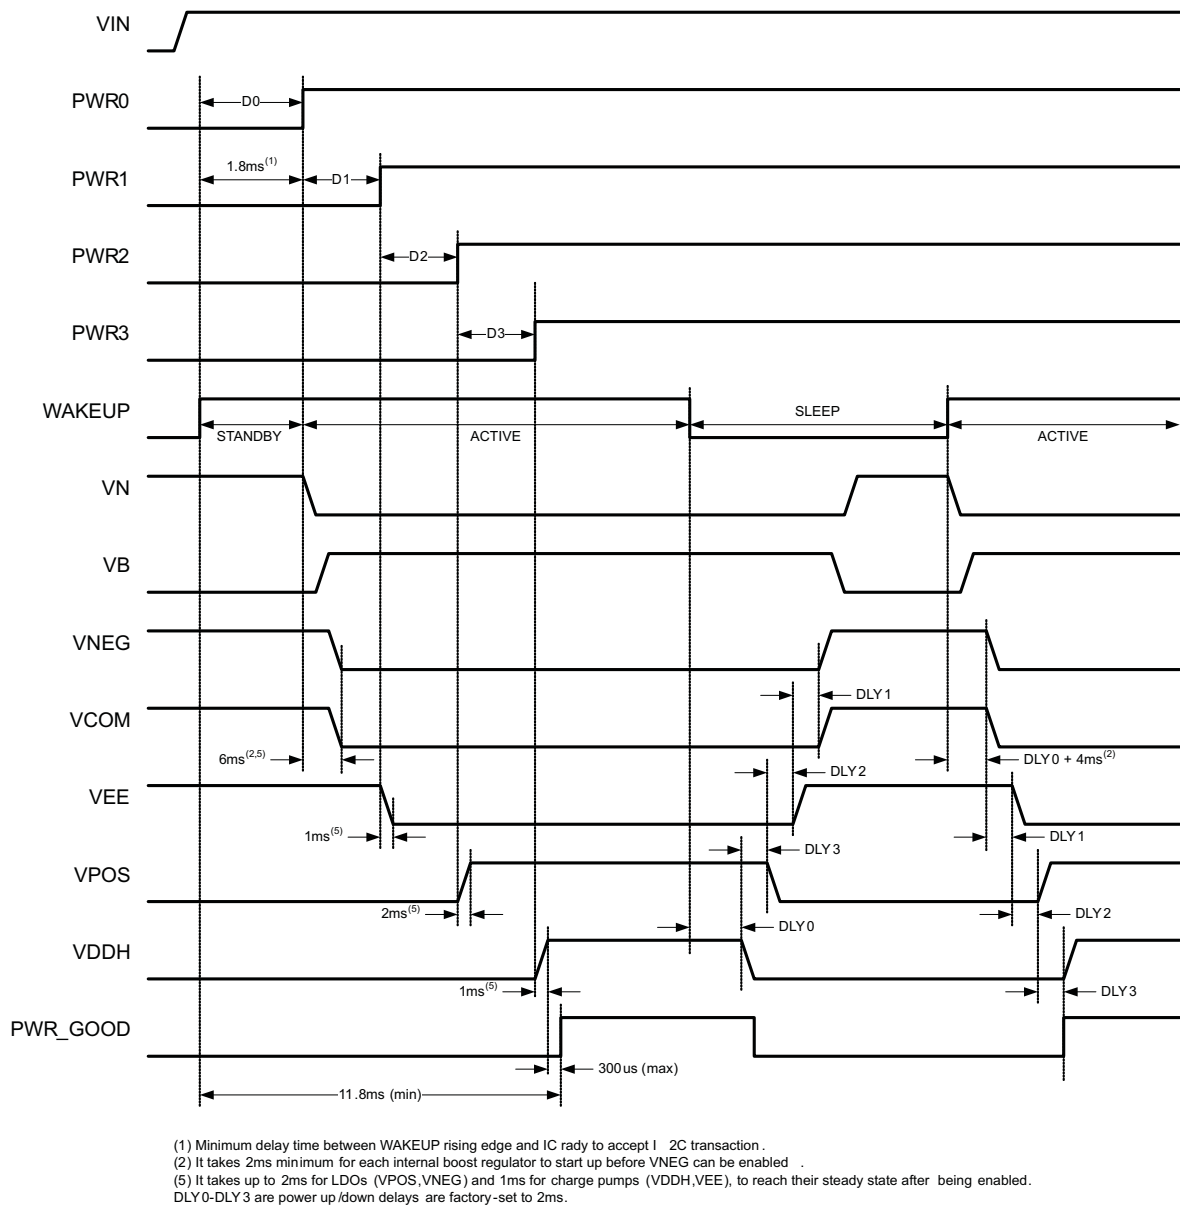 VIN
PWR0
D0
1.8ms(1)
PWR1
D1
PWR2
D2
PWR3
D3
WAKEUP
SLEEP
STANDBY
ACTIVE
ACTIVE
VN
VB
VNEG
DLY1
VCOM
6ms(2,5)
DLY0 + 4ms(2)
DLY2
VEE
1ms(5)
DLY1
DLY3
VPOS
2ms(5)
DLY2
DLY0
VDDH
1ms(5)
DLY3
PWR_GOOD
300us (max)
11.8ms (min)
(1) Minimum delay time between WAKEUP rising edge and IC rady to accept I 2C transaction .
(2) It takes 2ms minimum for each internal boost regulator to start up before VNEG can be enabled .
(5) It takes up to 2ms for LDOs (VPOS,VNEG) and 1ms for charge pumps (VDDH,VEE), to reach their steady state after being enabled.
DLY0-DLY3 are power up/down delays are factory-set to 2ms.